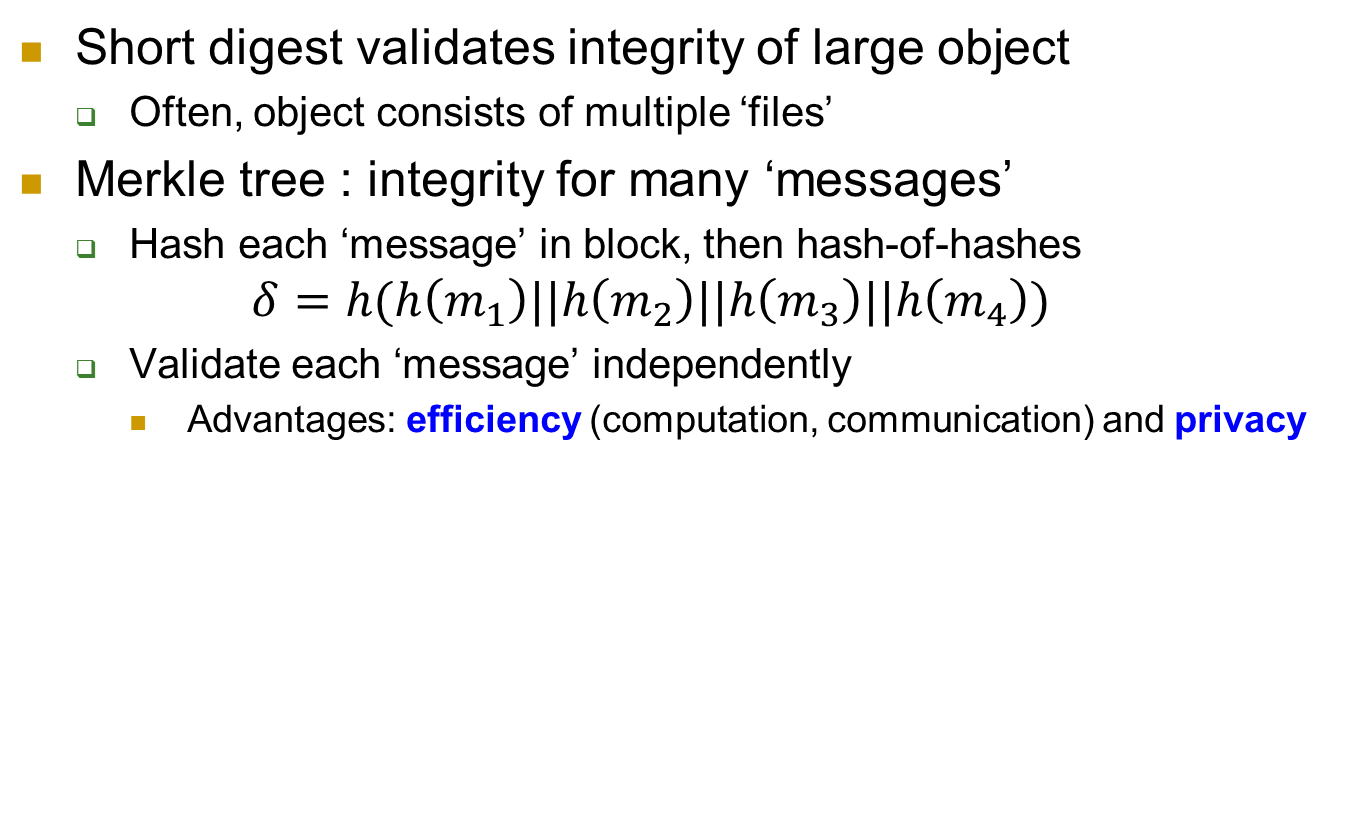 Short digest validates integrity of large object
Often, object consists of multiple ‘files’
Merkle tree : integrity for many ‘messages’
Hash each ‘message’ in block, then hash-of-hashes
𝛿 = ℎ(ℎ(𝑚₁)||ℎ(𝑚₂)||ℎ(𝑚₃)||ℎ(𝑚₄))
Validate each ‘message’ independently
Advantages: efficiency (computation, communication) and privacy